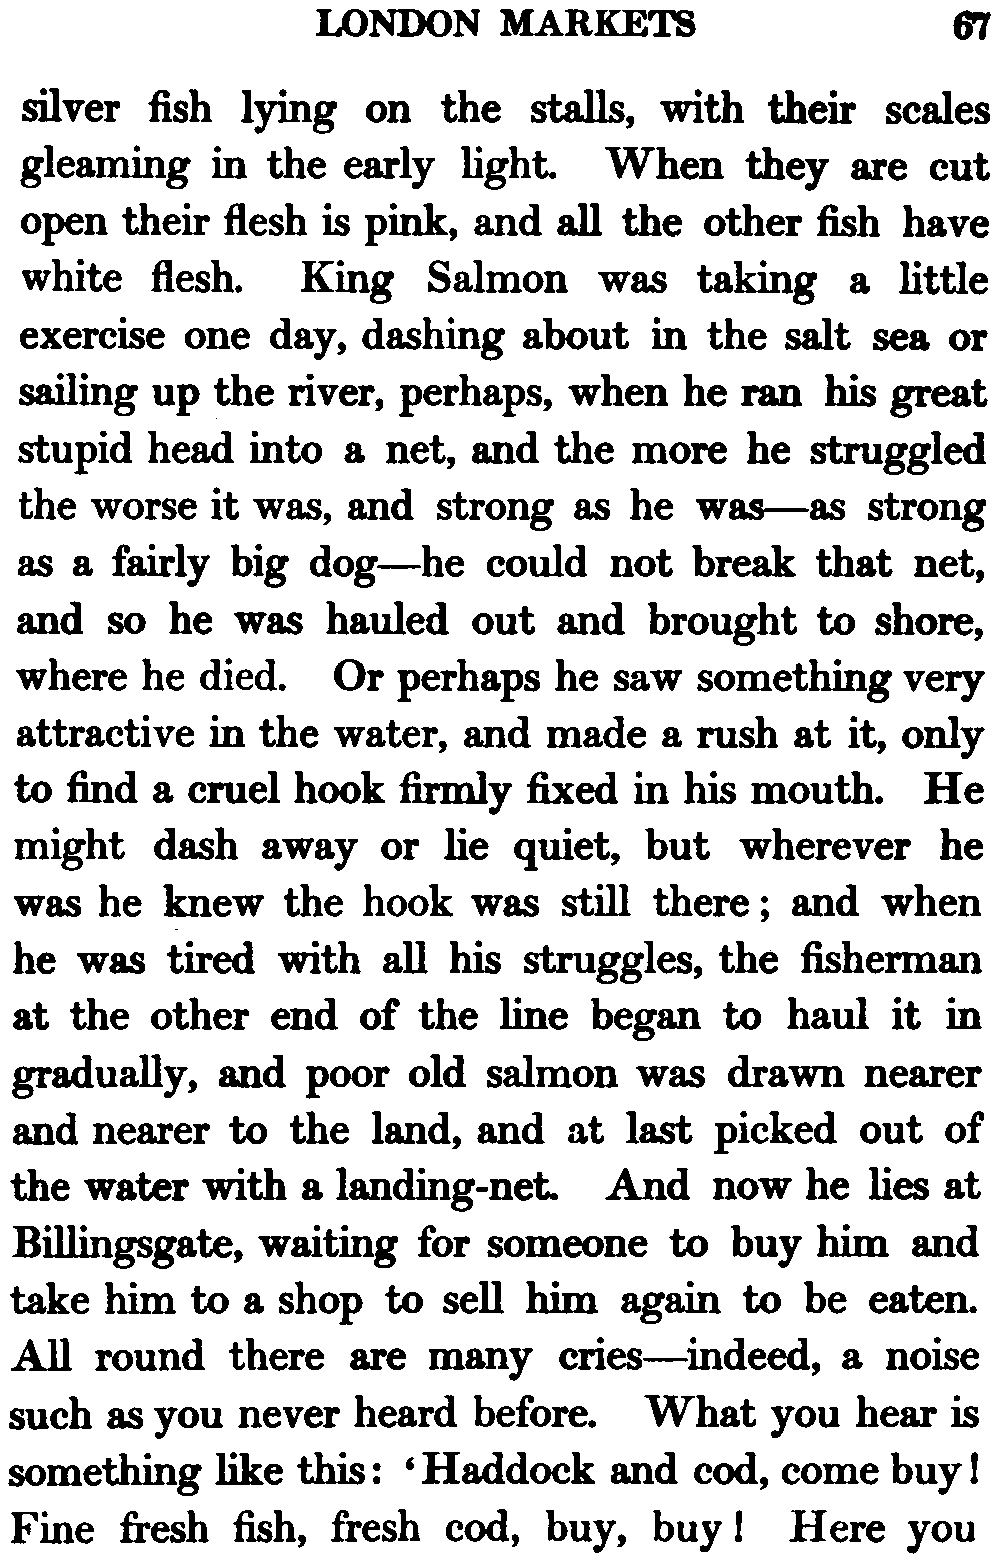 LONDON MARKETS 67
silver fish lying on the stalls, with their scales
gleaming in the early light. When they are cut
open their flesh is pink, and all the other fish have
white flesh. King Salmon was taking a little
exercise one day, dashing about in the salt sea or
sailing up the river, perhaps, when he ran his great
stupid head into a net, and the more he struggled
the worse it was, and strong as he was—as strong
as a fairly big dog—he could not break that net,
and so he was hauled out and brought to shore,
where he died. Or perhaps he saw something very
attractive in the water, and made a rush at it, only
to find a cruel hook firmly fixed in his mouth. He
might dash away or lie quiet, but wherever he
was he knew the hook was still there; and when
he was tired with all his struggles, the fisherman
at the other end of the line began to haul it in
gradually, and poor old salmon was drawn nearer
and nearer to the land, and at last picked out of
the water with a landing-net. And now he lies at
Billingsgate, waiting for someone to buy him and
take him to a shop to sell him again to be eaten.
All round there are many cries—indeed, a noise
such as you never heard before. What you hear is
something like this: ‘Haddock and cod, come buy!
Fine fresh fish, fresh cod, buy, buy! Here you